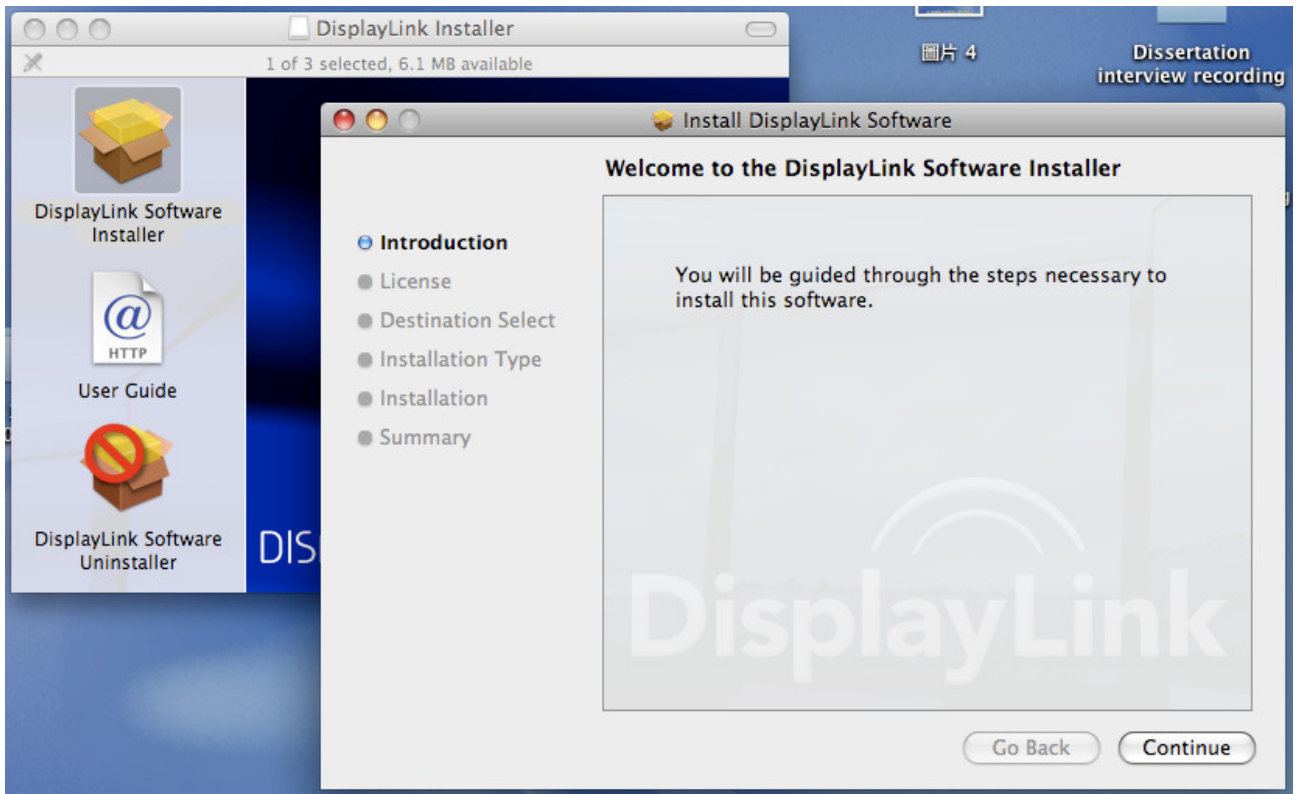 DisplayLink Installer
1 of 3 selected, 6.1 MB available
DisplayLink Software
Installer
HTTP
User Guide
DisplayLink Software
Uninstaller
DIS
圖片 4
Dissertation
interview recording
Install DisplayLink Software
Welcome to the DisplayLink Software Installer
Introduction
License
Destination Select
Installation Type
Installation
Summary
You will be guided through the steps necessary to
install this software.
DisplayLink
Go Back
Continue